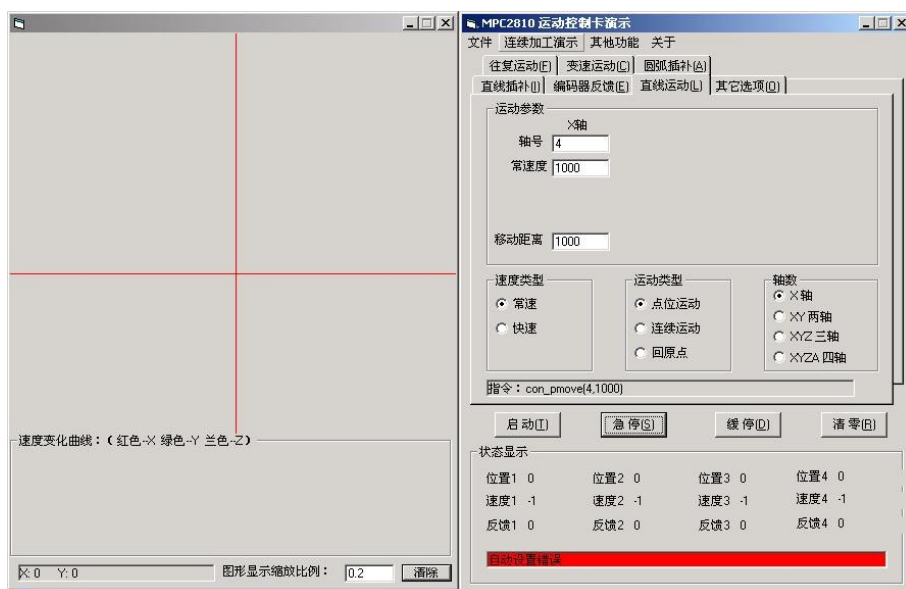 MPC2810 运动控制卡演示
文件 连续加工演示 其他功能 关于
往复运动(F) 变速运动(C) 圆弧插补(A)
直线插补(I) 编码器反馈(E) 直线运动(L) 其它选项(O)
运动参数
X轴
轴号 4
常速度 1000
移动距离 1000
速度类型 运动类型 轴数
常速 点位运动 X 轴
快速 连续运动 XY 两轴
回原点 XYZ 三轴
XYZA 四轴
指令：con_pmove(4,1000)
启动(T) 急停(S) 缓停(D) 清零(R)
速度变化曲线：( 红色-X 绿色-Y 兰色-Z )
状态显示
位置1 0 位置2 0 位置3 0 位置4 0
速度1 -1 速度2 -1 速度3 -1 速度4 -1
反馈1 0 反馈2 0 反馈3 0 反馈4 0
自动设置错误
X: 0 Y: 0 图形显示缩放比例： 0.2 清除